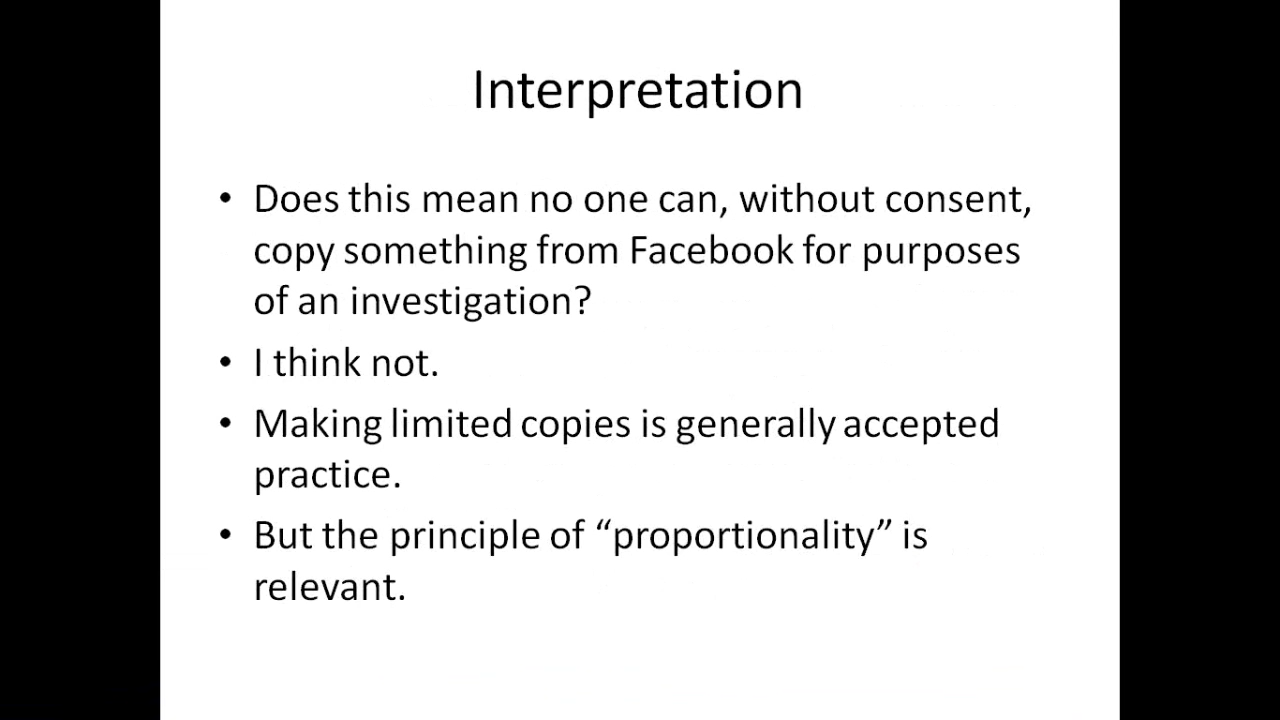 Interpretation
• Does this mean no one can, without consent,
copy something from Facebook for purposes
of an investigation?
• I think not.
• Making limited copies is generally accepted
practice.
• But the principle of “proportionality” is
relevant.